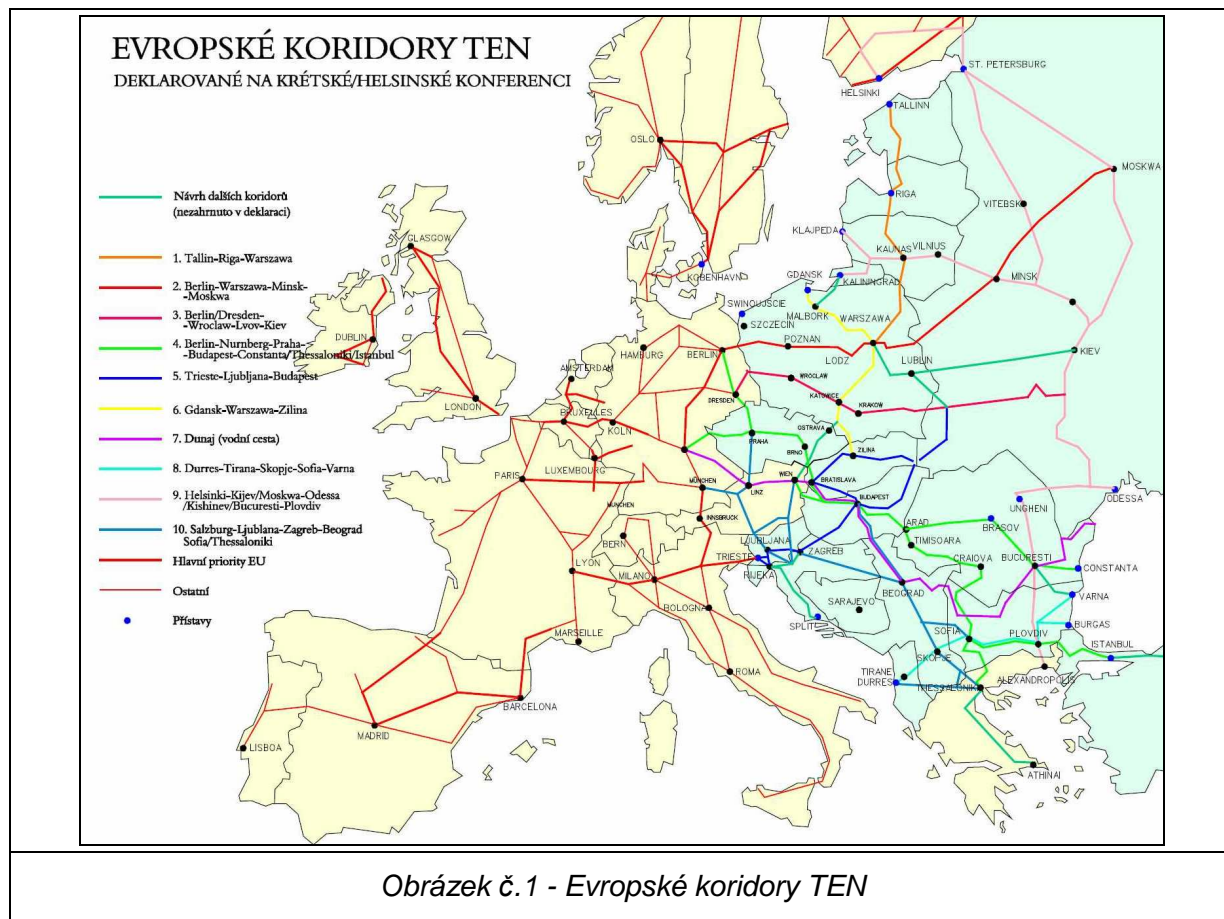 EVROPSKÉ KORIDORY TEN
DEKLAROVANÉ NA KRÉTSKÉ/HELSINSKÉ KONFERENCI
Návrh dalších koridorů
(nezahrnuto v deklaraci)
1. Tallin-Riga-Warszawa
2. Berlin-Warszawa-Minsk-
-Moskwa
3. Berlin/Dresden-
-Wroclaw-Lvov-Kiev
4. Berlin-Nurnberg-Praha-
-Budapest-Constanta/Thessaloniki/Istanbul
5. Trieste-Ljubljana-Budapest
6. Gdansk-Warszawa-Zilina
7. Dunaj (vodní cesta)
8. Durres-Tirana-Skopje-Sofia-Varna
9. Helsinki-Kijev/Moskwa-Odessa
/Kishinev/Bucuresti-Plovdiv
10. Salzburg-Ljublana-Zagreb-Beograd
Sofia/Thessaloniki
Hlavní priority EU
Ostatní
Přístavy
HELSINKI
ST. PETERSBURG
TALLINN
OSLO
MOSKWA
RIGA
VITEBSK
KLAJPEDA
GLASGOW
KAUNAS
VILNIUS
KOBENHAVN
GDANSK
KALININGRAD
MINSK
SWINOUJSCIE
MALBORK
SZCZECIN
WARSZAWA
DUBLIN
HAMBURG
BERLIN
POZNAN
LODZ
LUBLIN
KIEV
AMSTERDAM
WROCLAW
LONDON
DRESDEN
KATOWICE
KRAKOW
BRUXELLES
KOLN
OSTRAVA
PRAHA
BRNO
ZILINA
LUXEMBOURG
PARIS
WIEN
BRATISLAVA
MÜNCHEN
LINZ
MÜNCHEN
BUDAPEST
ODESSA
UNGHENI
INNSBRUCK
ARAD
BRASOV
BERN
LJUBLJANA
TIMISOARA
TRIESTE
ZAGREB
CRAIOVA
BUCURESTI
LYON
MILANO
RIJEKA
CONSTANTA
BEOGRAD
SARAJEVO
VARNA
BOLOGNA
SPLIT
BURGAS
MARSEILLE
SOFIA
PLOVDIV
ISTANBUL
SKOPJE
ROMA
TIRANE
DURRES
THESSALONIKI
ALEXANDROPOLIS
BARCELONA
MADRID
LISBOA
ATHINAI
Obrázek č.1 - Evropské koridory TEN